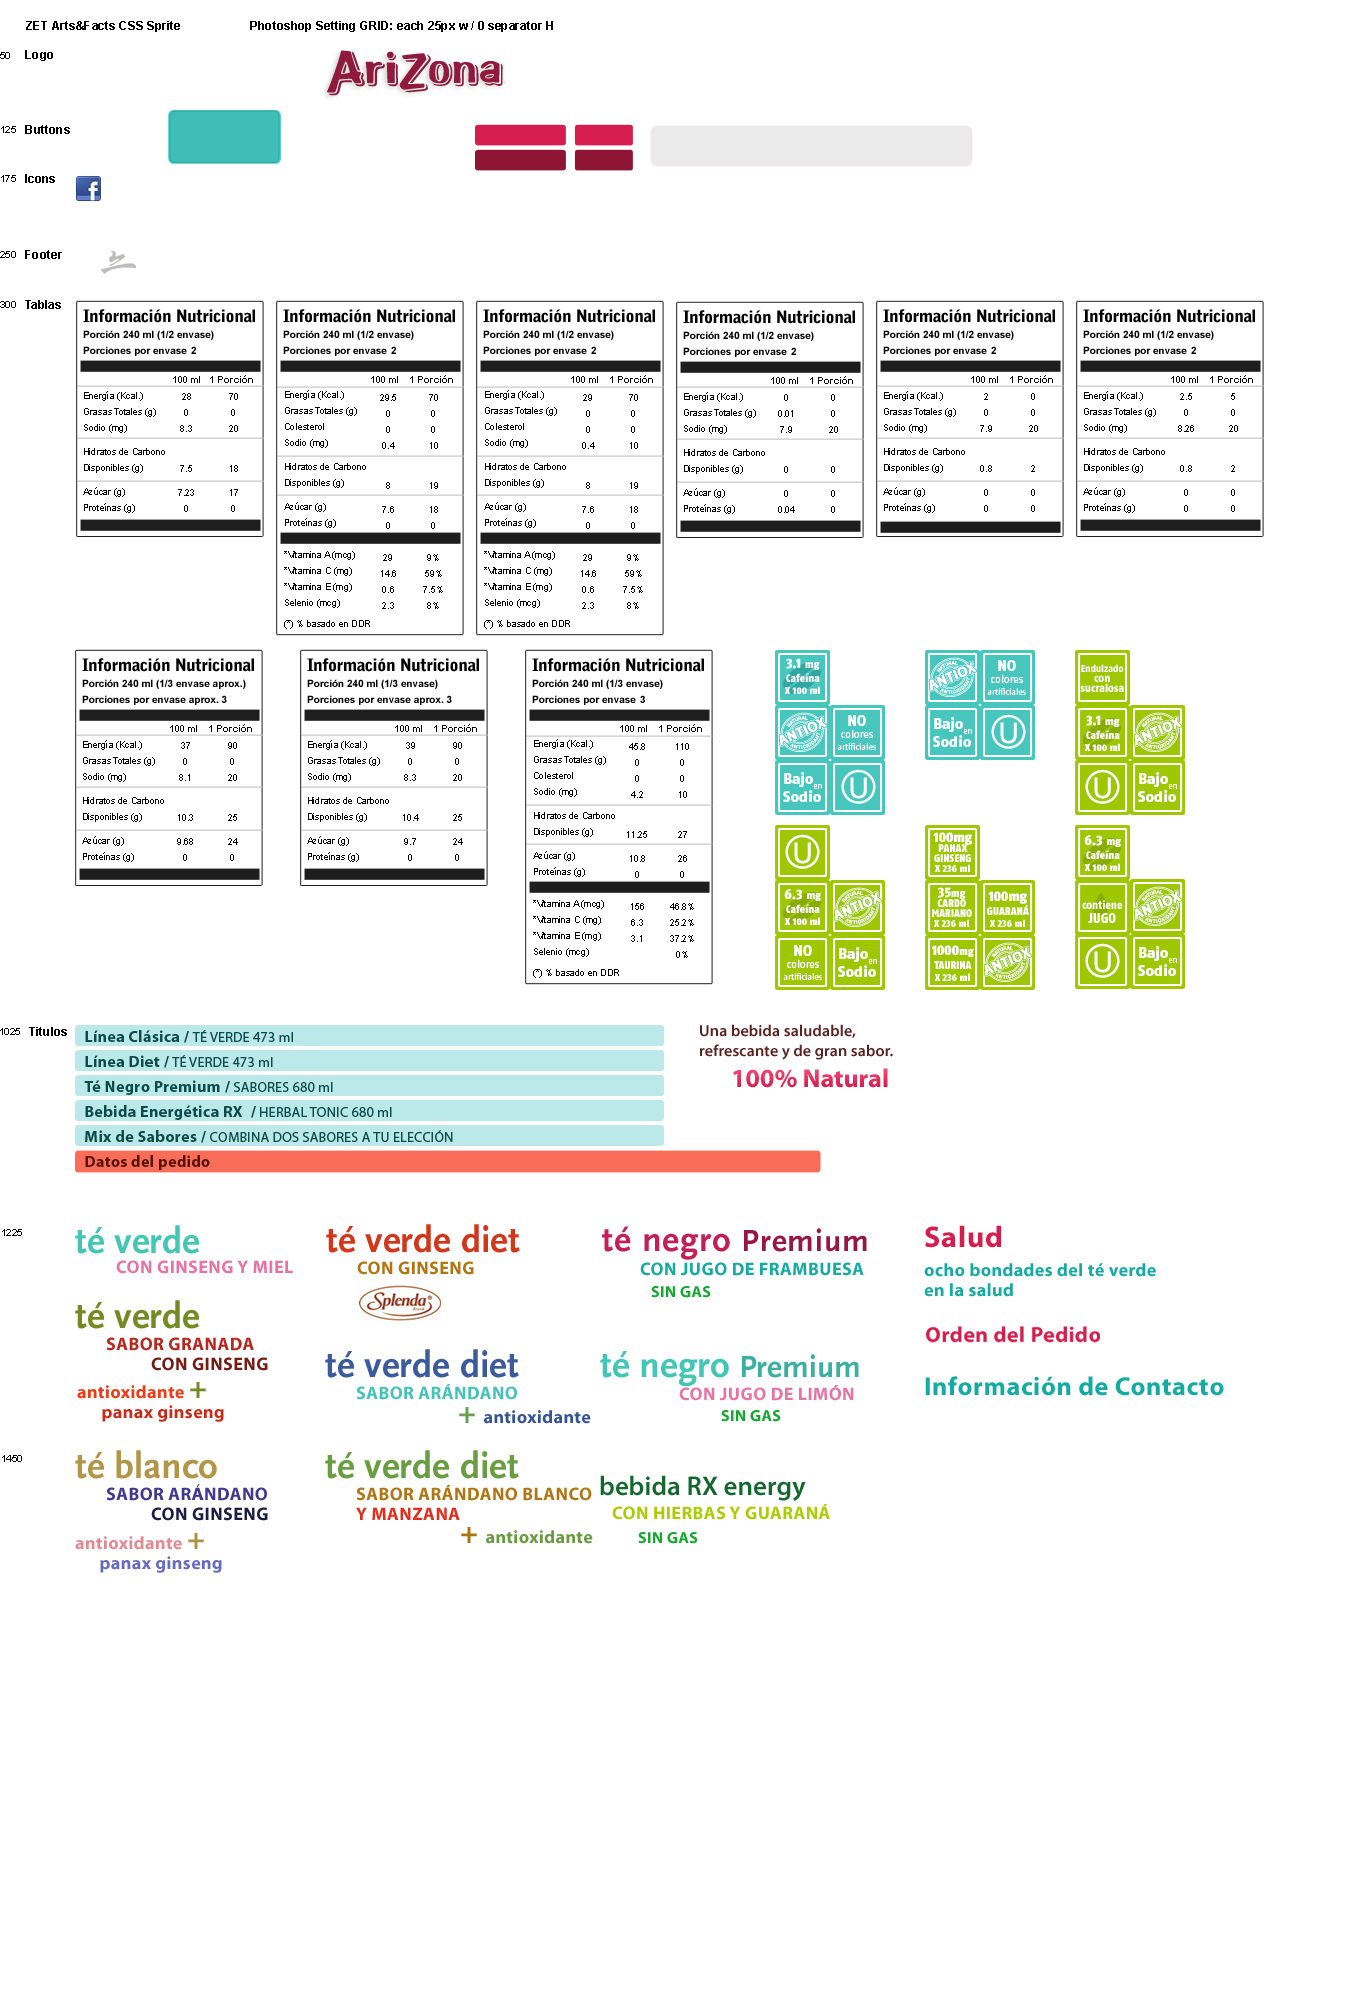 ZET Arts&Facts CSS Sprite
Photoshop Setting GRID: each 25px w / 0 separator H
50 Logo
AriZona
125 Buttons
175 Icons
f
250 Footer
300 Tablas
Información Nutricional
Porción 240 ml (1/2 envase)
Porciones por envase 2
100 ml 1 Porción
Energía (Kcal.) 28 70
Grasas Totales (g) 0 0
Sodio (mg) 8.3 20
Hidratos de Carbono
Disponibles (g) 7.5 18
Azúcar (g) 7.23 17
Proteínas (g) 0 0
Información Nutricional
Porción 240 ml (1/2 envase)
Porciones por envase 2
100 ml 1 Porción
Energía (Kcal.) 29.5 70
Grasas Totales (g) 0 0
Colesterol 0 0
Sodio (mg) 0.4 10
Hidratos de Carbono
Disponibles (g) 8 19
Azúcar (g) 7.6 18
Proteínas (g) 0 0
*Vitamina A(mcg) 29 9%
*Vitamina C (mg) 14.6 59%
*Vitamina E(mg) 0.6 7.5%
Selenio (mcg) 2.3 8%
(*) % basado en DDR
Información Nutricional
Porción 240 ml (1/2 envase)
Porciones por envase 2
100 ml 1 Porción
Energía (Kcal.) 29 70
Grasas Totales (g) 0 0
Colesterol 0 0
Sodio (mg) 0.4 10
Hidratos de Carbono
Disponibles (g) 8 19
Azúcar (g) 7.6 18
Proteínas (g) 0 0
*Vitamina A(mcg) 29 9%
*Vitamina C (mg) 14.6 59%
*Vitamina E(mg) 0.6 7.5%
Selenio (mcg) 2.3 8%
(*) % basado en DDR
Información Nutricional
Porción 240 ml (1/2 envase)
Porciones por envase 2
100 ml 1 Porción
Energía (Kcal.) 0 0
Grasas Totales (g) 0.01 0
Sodio (mg) 7.9 20
Hidratos de Carbono
Disponibles (g) 0 0
Azúcar (g) 0 0
Proteínas (g) 0.04 0
Información Nutricional
Porción 240 ml (1/2 envase)
Porciones por envase 2
100 ml 1 Porción
Energía (Kcal.) 2 0
Grasas Totales (g) 0 0
Sodio (mg) 7.9 20
Hidratos de Carbono
Disponibles (g) 0.8 2
Azúcar (g) 0 0
Proteínas (g) 0 0
Información Nutricional
Porción 240 ml (1/2 envase)
Porciones por envase 2
100 ml 1 Porción
Energía (Kcal.) 2.5 5
Grasas Totales (g) 0 0
Sodio (mg) 8.26 20
Hidratos de Carbono
Disponibles (g) 0.8 2
Azúcar (g) 0 0
Proteínas (g) 0 0
Información Nutricional
Porción 240 ml (1/3 envase aprox.)
Porciones por envase aprox. 3
100 ml 1 Porción
Energía (Kcal.) 37 90
Grasas Totales (g) 0 0
Sodio (mg) 8.1 20
Hidratos de Carbono
Disponibles (g) 10.3 25
Azúcar (g) 9.68 24
Proteínas (g) 0 0
Información Nutricional
Porción 240 ml (1/3 envase)
Porciones por envase aprox. 3
100 ml 1 Porción
Energía (Kcal.) 39 90
Grasas Totales (g) 0 0
Sodio (mg) 8.3 20
Hidratos de Carbono
Disponibles (g) 10.4 25
Azúcar (g) 9.7 24
Proteínas (g) 0 0
Información Nutricional
Porción 240 ml (1/3 envase)
Porciones por envase 3
100 ml 1 Porción
Energía (Kcal.) 45.8 110
Grasas Totales (g) 0 0
Colesterol 0 0
Sodio (mg) 4.2 10
Hidratos de Carbono
Disponibles (g) 11.25 27
Azúcar (g) 10.8 26
Proteínas (g) 0 0
*Vitamina A(mcg) 156 46.8%
*Vitamina C (mg) 6.3 25.2%
*Vitamina E(mg) 3.1 37.2%
Selenio (mcg) 0%
(*) % basado en DDR
3.1 mg
Cafeína
X 100 ml
NATURAL
ANTIOX
ANTIOXIDANTE
NO
colores
artificiales
Bajo en
Sodio
U
NATURAL
ANTIOX
ANTIOXIDANTE
NO
colores
artificiales
Bajo en
Sodio
U
Endulzado
con
sucralosa
3.1 mg
Cafeína
X 100 ml
NATURAL
ANTIOX
ANTIOXIDANTE
U
Bajo en
Sodio
U
6.3 mg
Cafeína
X 100 ml
NATURAL
ANTIOX
ANTIOXIDANTE
NO
colores
artificiales
Bajo en
Sodio
100mg
PANAX
GINSENG
X 236 ml
35mg
CARDO
MARIANO
X 236 ml
100mg
GUARANÁ
X 236 ml
1000mg
TAURINA
X 236 ml
NATURAL
ANTIOX
ANTIOXIDANTE
6.3 mg
Cafeína
X 100 ml
contiene
JUGO
NATURAL
ANTIOX
ANTIOXIDANTE
U
Bajo en
Sodio
1025 Titulos
Línea Clásica / TÉ VERDE 473 ml
Línea Diet / TÉ VERDE 473 ml
Té Negro Premium / SABORES 680 ml
Bebida Energética RX / HERBAL TONIC 680 ml
Mix de Sabores / COMBINA DOS SABORES A TU ELECCIÓN
Datos del pedido
Una bebida saludable,
refrescante y de gran sabor.
100% Natural
1225
té verde
CON GINSENG Y MIEL
té verde
SABOR GRANADA
CON GINSENG
antioxidante +
panax ginseng
té verde diet
CON GINSENG
Splenda
Brand
té verde diet
SABOR ARÁNDANO
+ antioxidante
té negro Premium
CON JUGO DE FRAMBUESA
SIN GAS
té negro Premium
CON JUGO DE LIMÓN
SIN GAS
Salud
ocho bondades del té verde
en la salud
Orden del Pedido
Información de Contacto
1450
té blanco
SABOR ARÁNDANO
CON GINSENG
antioxidante +
panax ginseng
té verde diet
SABOR ARÁNDANO BLANCO
Y MANZANA
+ antioxidante
bebida RX energy
CON HIERBAS Y GUARANÁ
SIN GAS